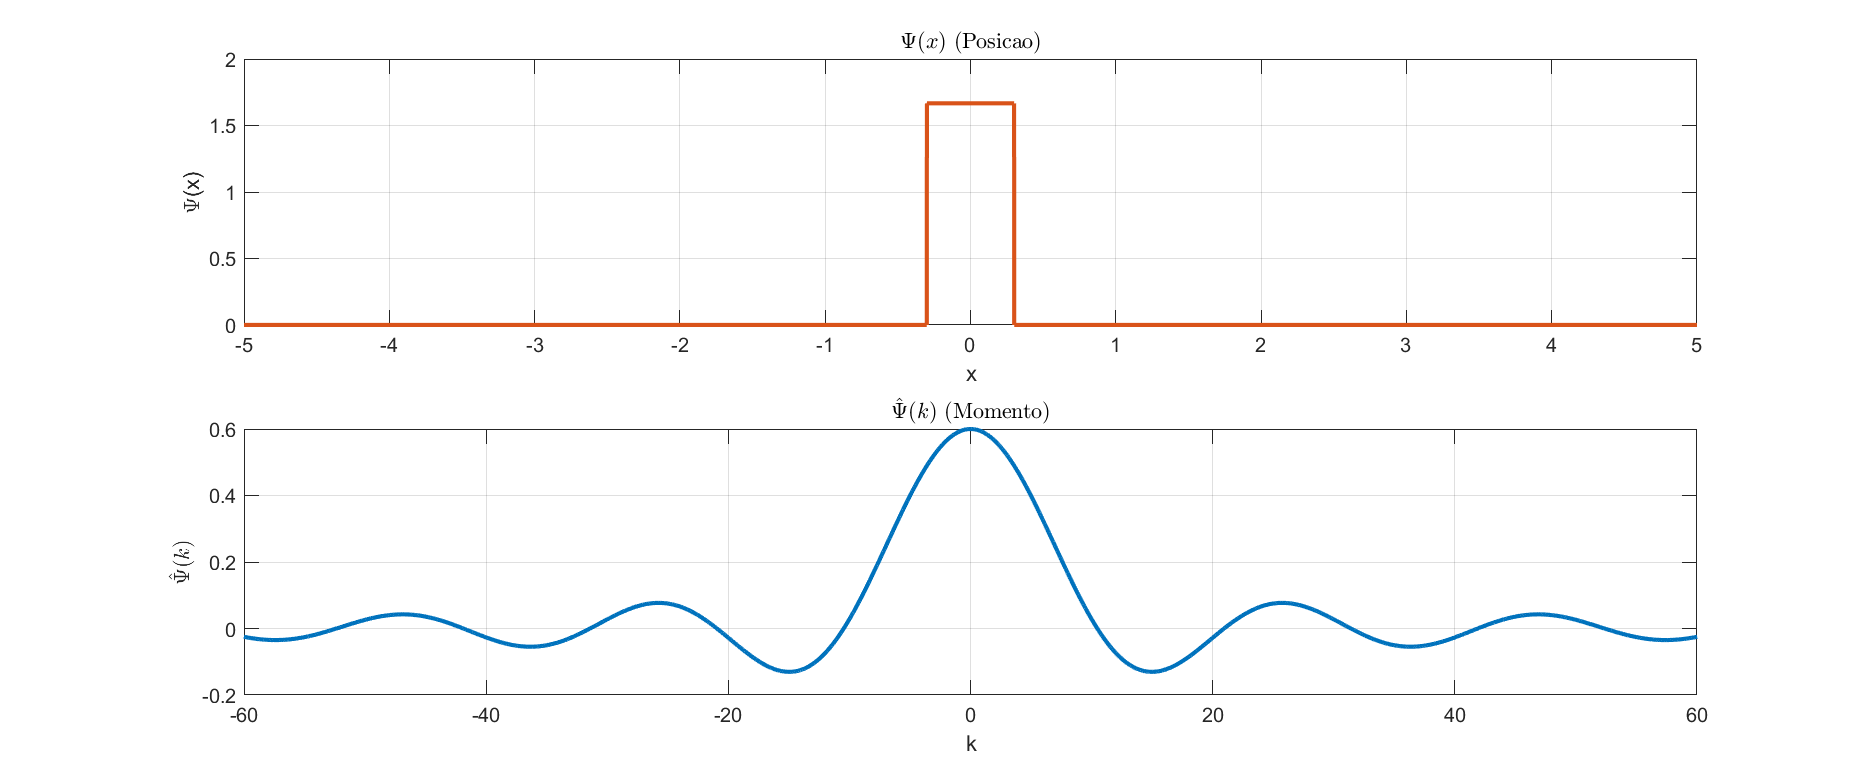 Ψ(x) (Posicao)
2
1.5
1
0.5
0
Ψ(x)
-5 -4 -3 -2 -1 0 1 2 3 4 5
x
Ψ̂(k) (Momento)
0.6
0.4
0.2
0
-0.2
Ψ̂(k)
-60 -40 -20 0 20 40 60
k